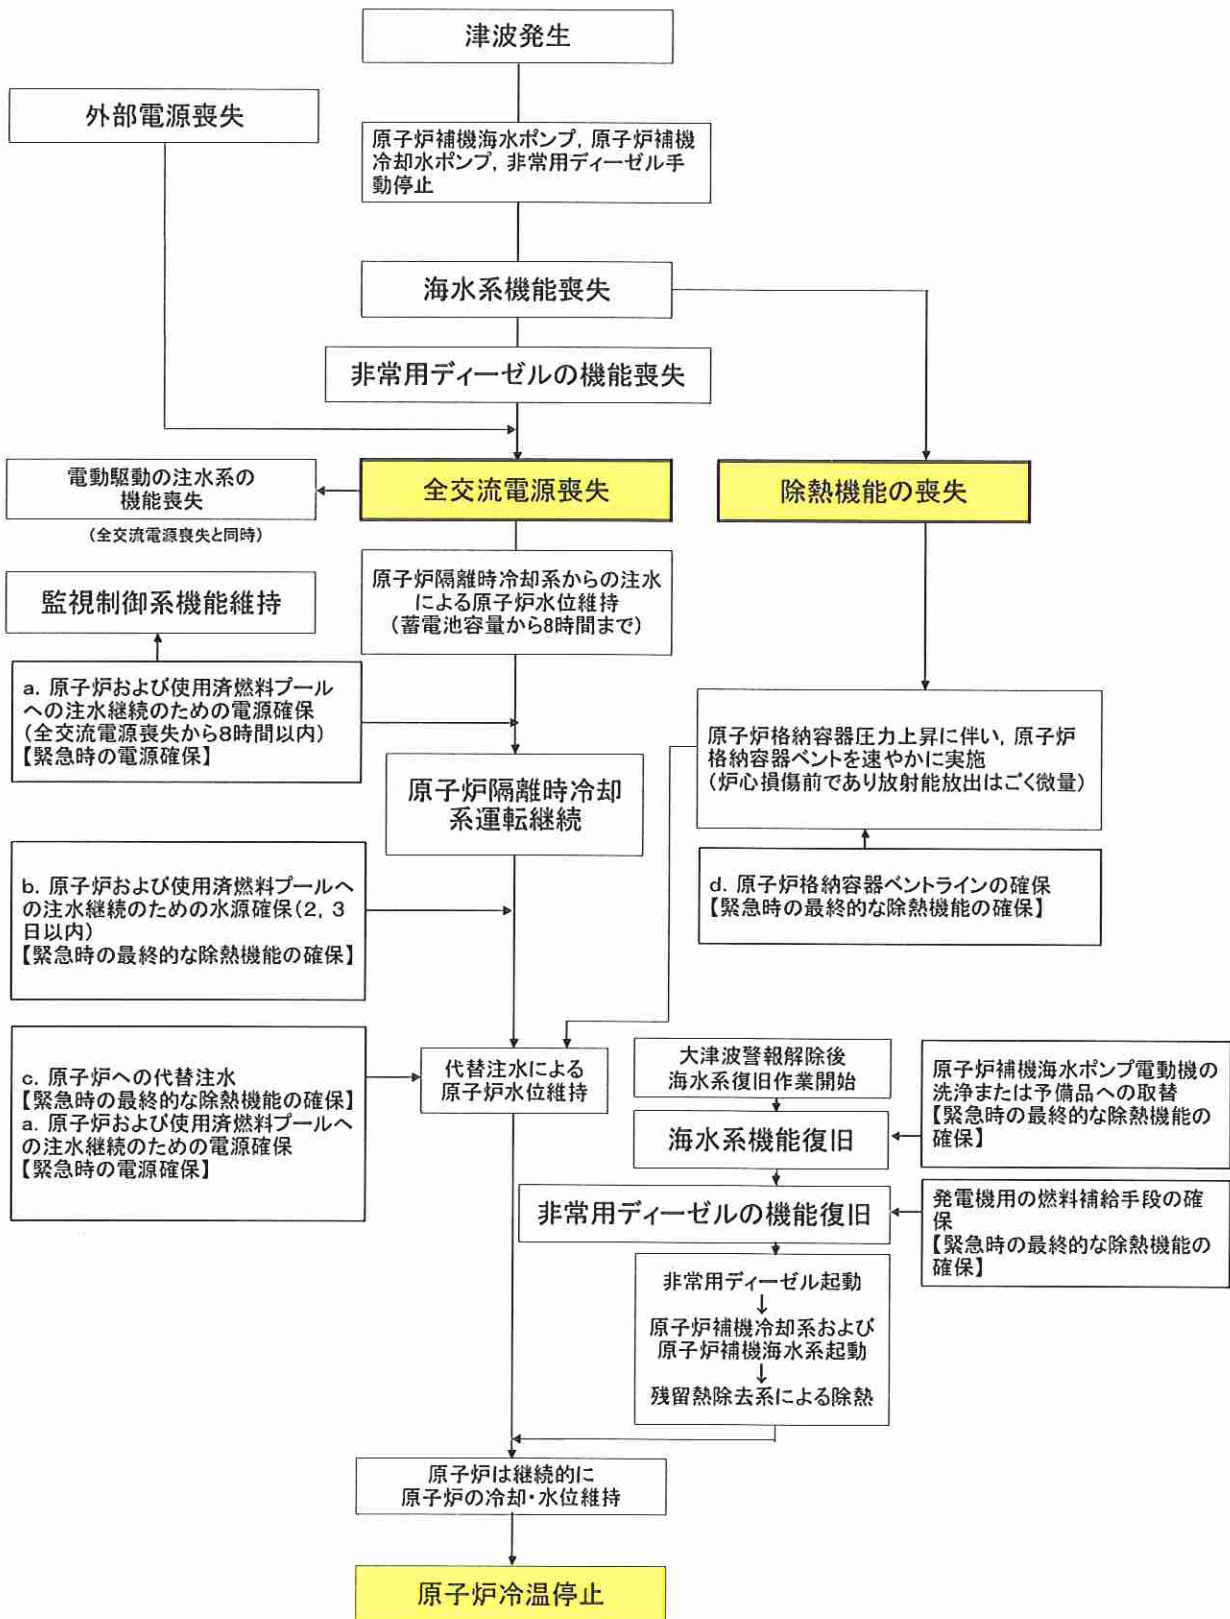 津波発生
外部電源喪失
原子炉補機海水ポンプ，原子炉補機
冷却水ポンプ，非常用ディーゼル手
動停止
海水系機能喪失
非常用ディーゼルの機能喪失
電動駆動の注水系の
機能喪失
(全交流電源喪失と同時)
全交流電源喪失
除熱機能の喪失
監視制御系機能維持
原子炉隔離時冷却系からの注水
による原子炉水位維持
(蓄電池容量から8時間まで)
a. 原子炉および使用済燃料プール
への注水継続のための電源確保
(全交流電源喪失から8時間以内)
【緊急時の電源確保】
原子炉隔離時冷却
系運転継続
原子炉格納容器圧力上昇に伴い，原子炉
格納容器ベントを速やかに実施
(炉心損傷前であり放射能放出はごく微量)
b. 原子炉および使用済燃料プールへ
の注水継続のための水源確保(2，3
日以内)
【緊急時の最終的な除熱機能の確保】
d. 原子炉格納容器ベントラインの確保
【緊急時の最終的な除熱機能の確保】
c. 原子炉への代替注水
【緊急時の最終的な除熱機能の確保】
a. 原子炉および使用済燃料プールへ
の注水継続のための電源確保
【緊急時の電源確保】
代替注水による
原子炉水位維持
大津波警報解除後
海水系復旧作業開始
海水系機能復旧
原子炉補機海水ポンプ電動機の
洗浄または予備品への取替
【緊急時の最終的な除熱機能の
確保】
非常用ディーゼルの機能復旧
発電機用の燃料補給手段の確
保
【緊急時の最終的な除熱機能の
確保】
非常用ディーゼル起動
↓
原子炉補機冷却系および
原子炉補機海水系起動
↓
残留熱除去系による除熱
原子炉は継続的に
原子炉の冷却・水位維持
原子炉冷温停止